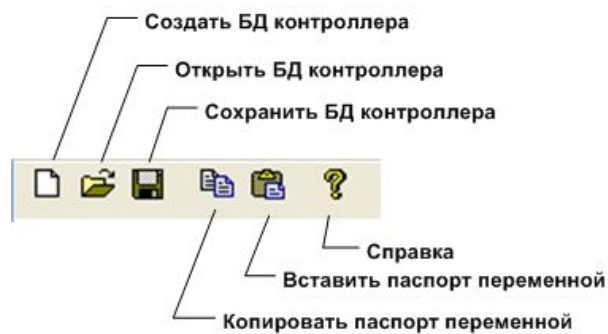 Создать БД контроллера
Открыть БД контроллера
Сохранить БД контроллера
Справка
Вставить паспорт переменной
Копировать паспорт переменной